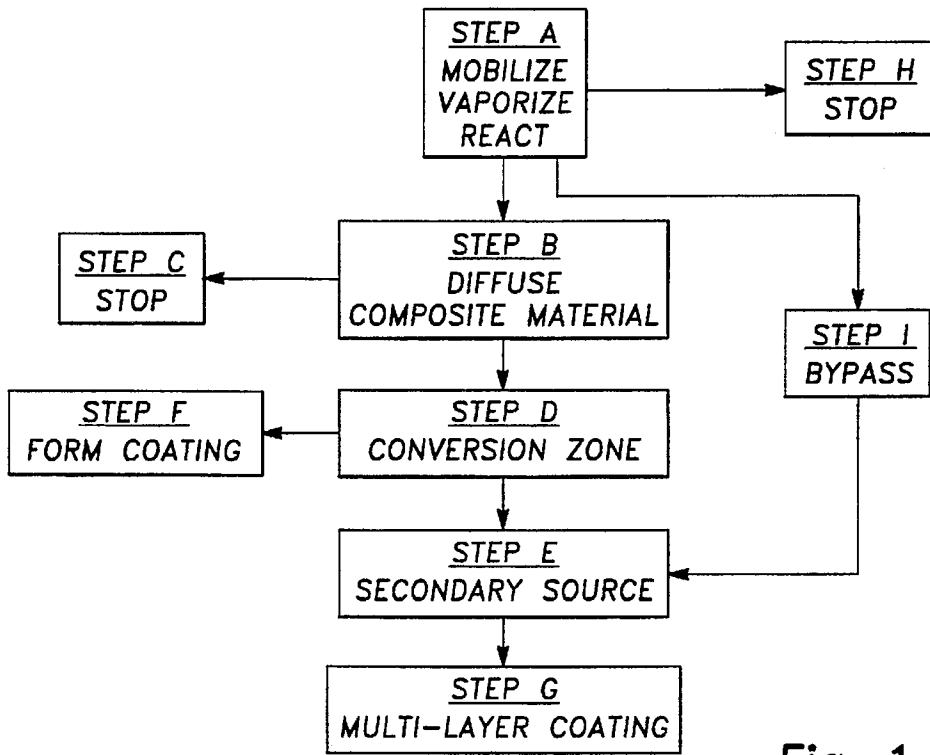 STEP A
MOBILIZE
VAPORIZE
REACT
STEP H
STOP
STEP B
DIFFUSE
COMPOSITE MATERIAL
STEP C
STOP
STEP I
BYPASS
STEP D
CONVERSION ZONE
STEP F
FORM COATING
STEP E
SECONDARY SOURCE
STEP G
MULTI-LAYER COATING
Fig. 1